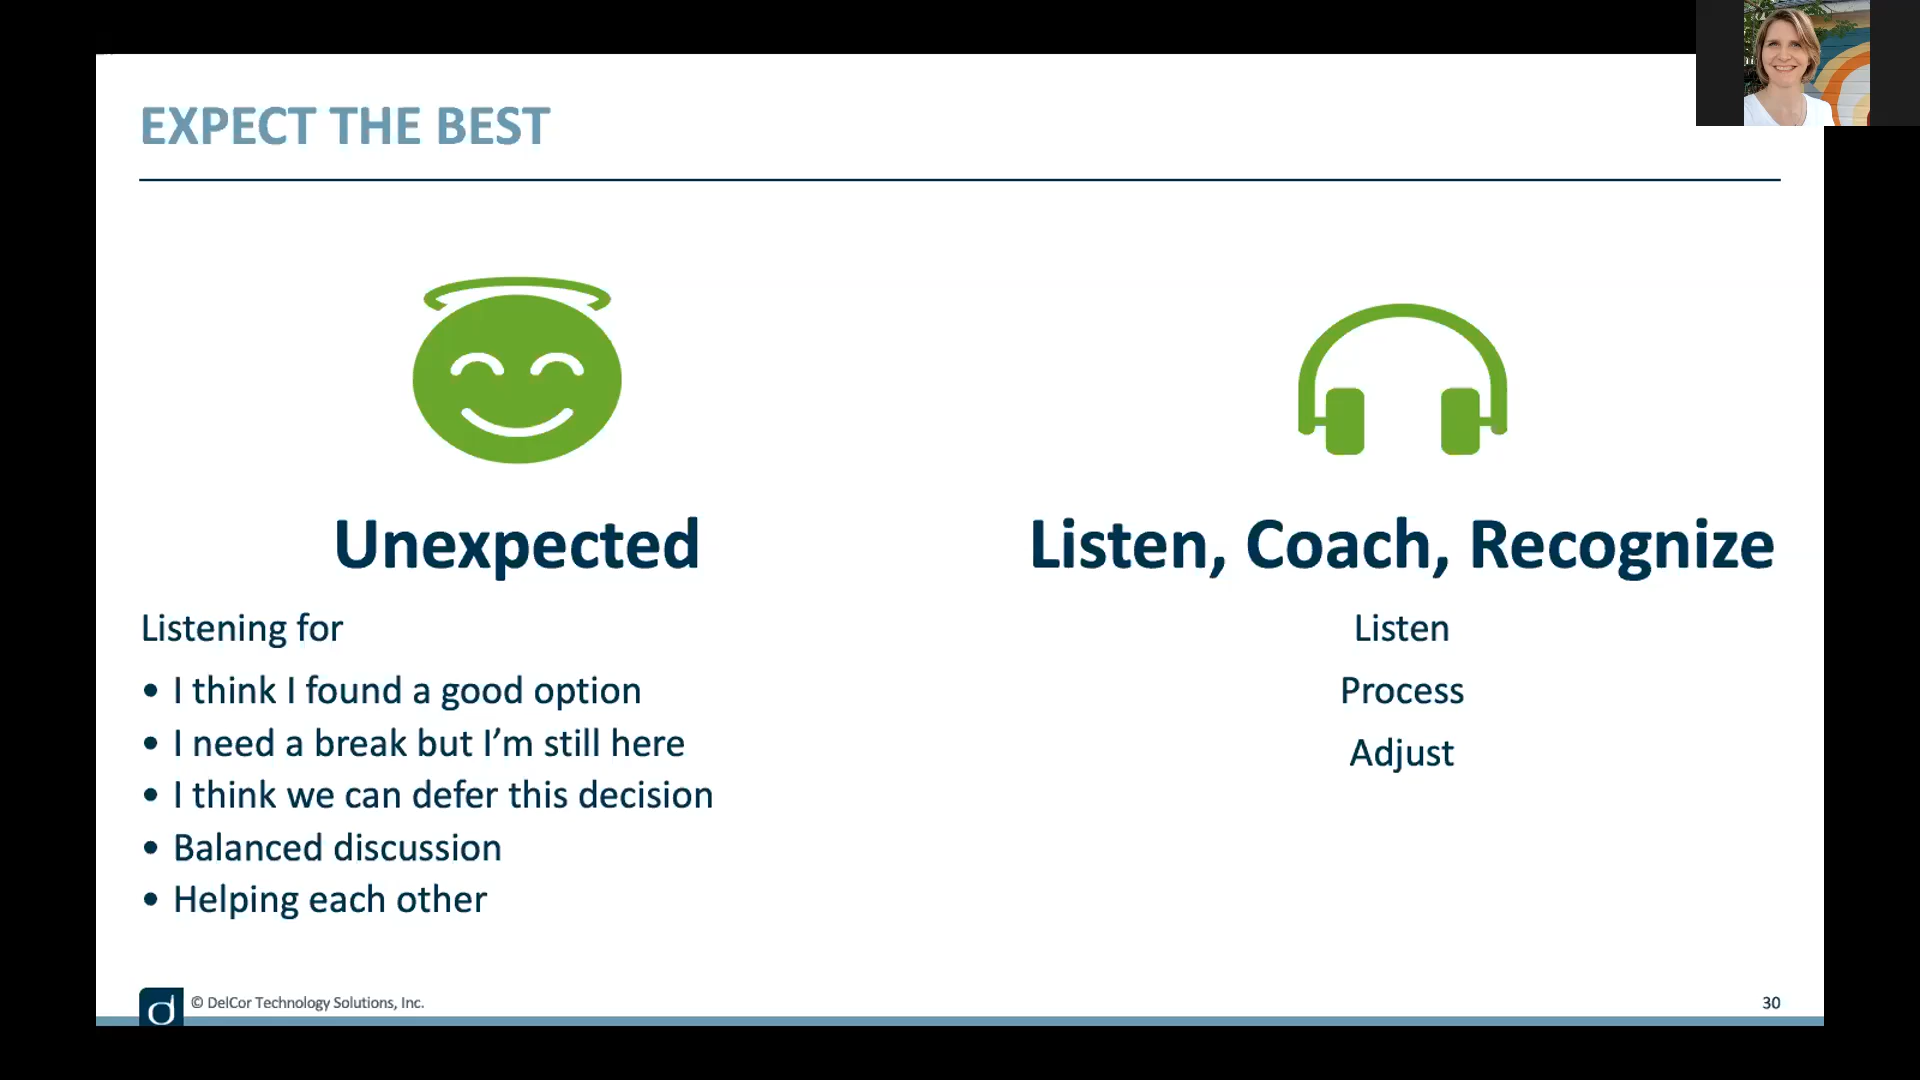 EXPECT THE BEST
Unexpected
Listening for
• I think I found a good option
• I need a break but I’m still here
• I think we can defer this decision
• Balanced discussion
• Helping each other
Listen, Coach, Recognize
Listen
Process
Adjust
d
© DelCor Technology Solutions, Inc.
30